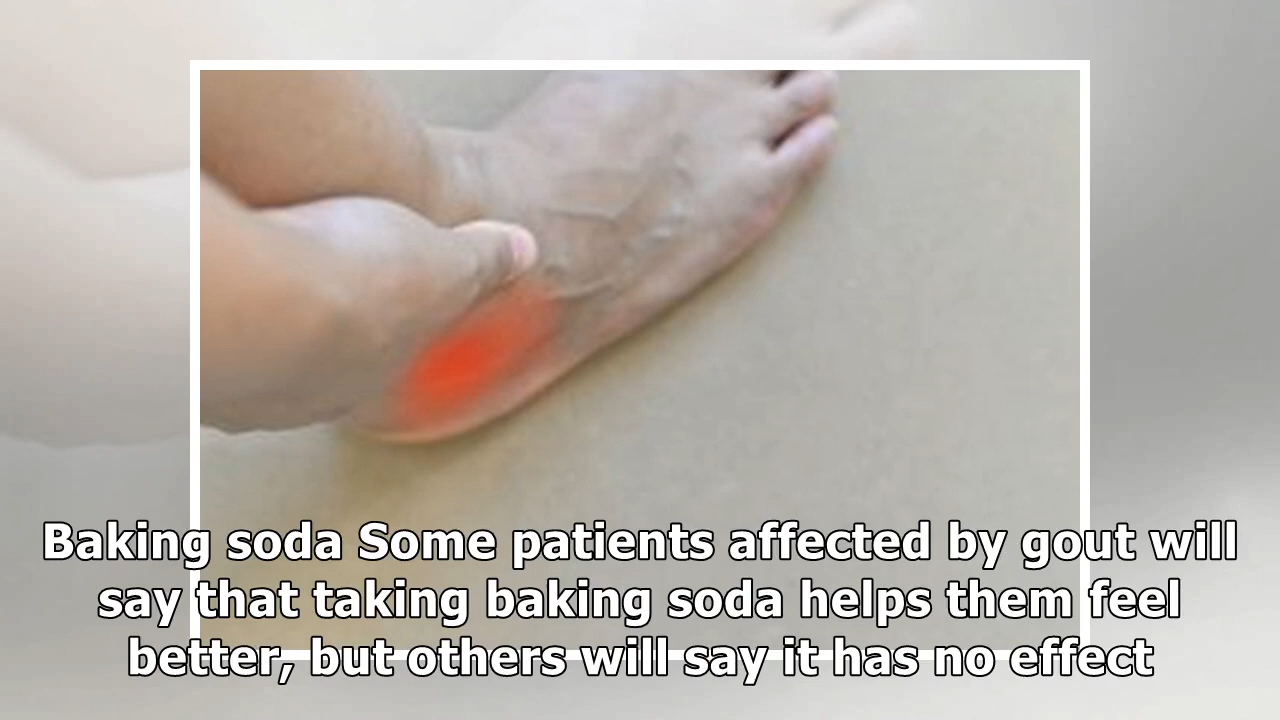 Baking soda Some patients affected by gout will
say that taking baking soda helps them feel
better, but others will say it has no effect